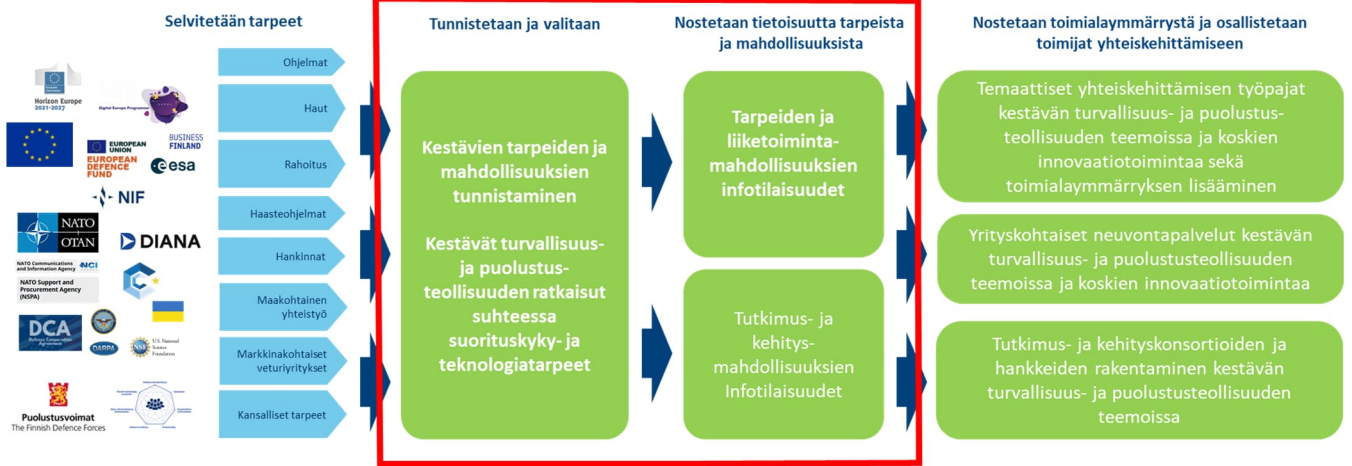 Selvitetään tarpeet
Horizon Europe
2021-2027
Digital Europe Programme
EUROPEAN
UNION
EUROPEAN
DEFENCE
FUND
BUSINESS
FINLAND
esa
NIF
NATO
OTAN
DIANA
NATO Communications
and Information Agency
NCI
NATO Support and
Procurement Agency
(NSPA)
DCA
Defense Cooperation
Agreement
DARPA
NSF
U.S. National
Science
Foundation
Puolustusvoimat
The Finnish Defence Forces
Ohjelmat
Haut
Rahoitus
Haasteohjelmat
Hankinnat
Maakohtainen
yhteistyö
Markkinakohtaiset
veturiyritykset
Kansalliset tarpeet
Tunnistetaan ja valitaan
Kestävien tarpeiden ja
mahdollisuuksien
tunnistaminen
Kestävät turvallisuus-
ja puolustus-
teollisuuden ratkaisut
suhteessa
suorituskyky- ja
teknologiatarpeet
Nostetaan tietoisuutta tarpeista
ja mahdollisuuksista
Tarpeiden ja
liiketoiminta-
mahdollisuuksien
infotilaisuudet
Tutkimus- ja
kehitys-
mahdollisuuksien
Infotilaisuudet
Nostetaan toimialaymmärrystä ja osallistetaan
toimijat yhteiskehittämiseen
Temaattiset yhteiskehittämisen työpajat
kestävän turvallisuus- ja puolustus-
teollisuuden teemoissa ja koskien
innovaatiotoimintaa sekä
toimialaymmärryksen lisääminen
Yrityskohtaiset neuvontapalvelut kestävän
turvallisuus- ja puolustusteollisuuden
teemoissa ja koskien innovaatiotoimintaa
Tutkimus- ja kehityskonsortioiden ja
hankkeiden rakentaminen kestävän
turvallisuus- ja puolustusteollisuuden
teemoissa